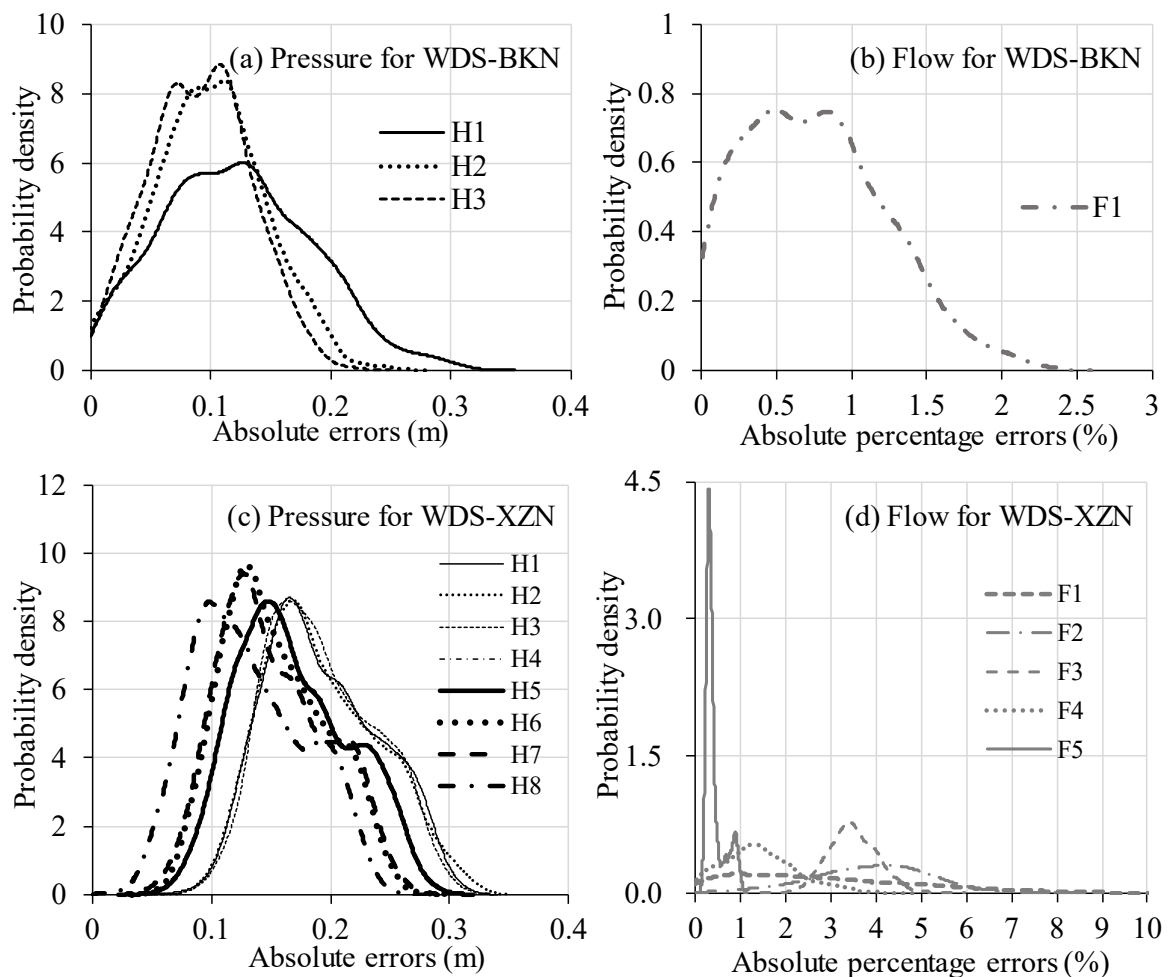 (a) Pressure for WDS-BKN
Probability density
10
8
6
4
2
0
H1
H2
H3
0 0.1 0.2 0.3 0.4
Absolute errors (m)
(b) Flow for WDS-BKN
Probability density
1
0.8
0.6
0.4
0.2
0
F1
0 0.5 1 1.5 2 2.5 3
Absolute percentage errors (%)
(c) Pressure for WDS-XZN
Probability density
12
10
8
6
4
2
0
H1
H2
H3
H4
H5
H6
H7
H8
0 0.1 0.2 0.3 0.4
Absolute errors (m)
(d) Flow for WDS-XZN
Probability density
4.5
3.0
1.5
0.0
F1
F2
F3
F4
F5
0 1 2 3 4 5 6 7 8 9 10
Absolute percentage errors (%)